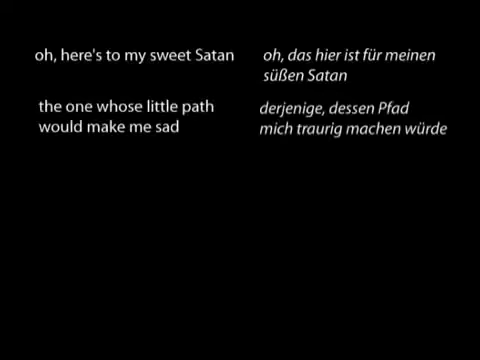 oh, here's to my sweet Satan
the one whose little path
would make me sad
oh, das hier ist für meinen
süßen Satan
derjenige, dessen Pfad
mich traurig machen würde